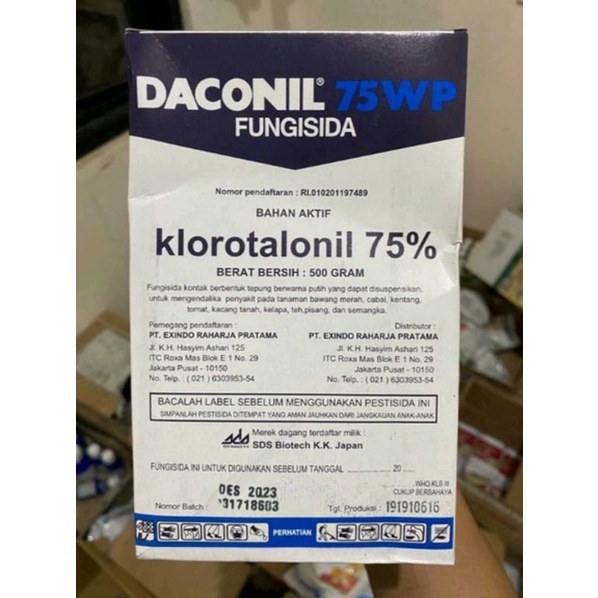 DACONIL® 75WP
FUNGISIDA
Nomor pendaftaran : RI.010201197489
BAHAN AKTIF
klorotalonil 75%
BERAT BERSIH : 500 GRAM
Fungisida kontak berbentuk tepung berwarna putih yang dapat disuspensikan,
untuk mengendalika penyakit pada tanaman bawang merah, cabai, kentang,
tomat, kacang tanah, kelapa, teh,pisang, dan semangka.
Pemegang pendaftaran :
PT. EXINDO RAHARJA PRATAMA
Jl. K.H. Hasyim Ashari 125
ITC Roxa Mas Blok E 1 No. 29
Jakarta Pusat - 10150
No. Telp. : ( 021 ) 6303953-54
Distributor :
PT. EXINDO RAHARJA PRATAMA
Jl. K.H. Hasyim Ashari 125
ITC Roxa Mas Blok E 1 No. 29
Jakarta Pusat - 10150
No. Telp. : ( 021 ) 6303953-54
BACALAH LABEL SEBELUM MENGGUNAKAN PESTISIDA INI
SIMPANLAH PESTISIDA DITEMPAT YANG AMAN JAUHKAN DARI JANGKAUAN ANAK-ANAK
Merek dagang terdaftar milik :
SDS Biotech K.K. Japan
FUNGISIDA INI UNTUK DIGUNAKAN SEBELUM TANGGAL ........... 20 .....
WHO KLS III
CUKUP BERBAHAYA
DES 2023
Nomor Batch : 31718603
Tgl. Produksi : 191910616
PERHATIAN